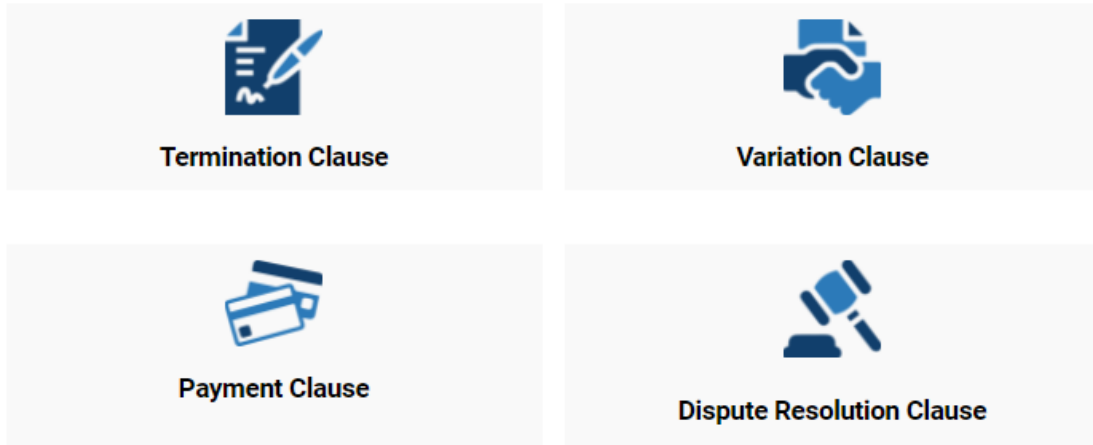 Termination Clause
Variation Clause
Payment Clause
Dispute Resolution Clause